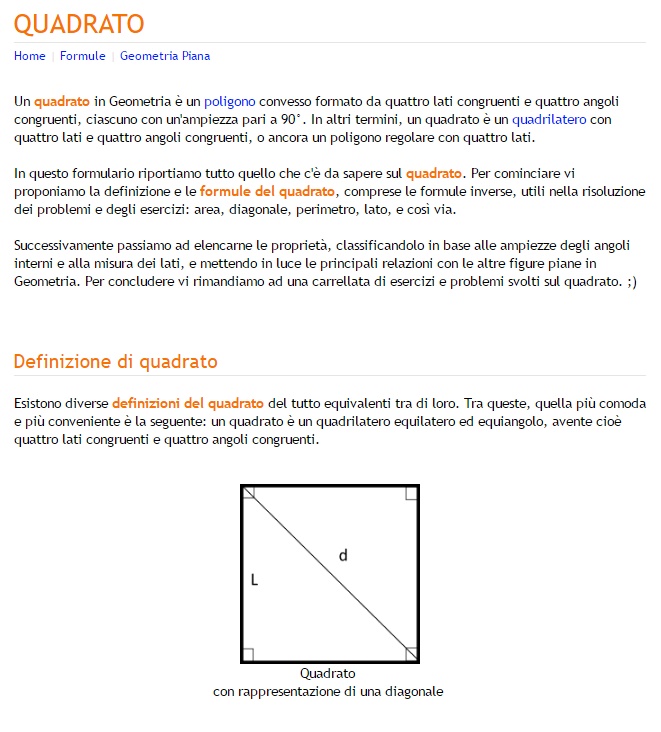 QUADRATO
Home | Formule | Geometria Piana
Un quadrato in Geometria è un poligono convesso formato da quattro lati congruenti e quattro angoli
congruenti, ciascuno con un'ampiezza pari a 90°. In altri termini, un quadrato è un quadrilatero con
quattro lati e quattro angoli congruenti, o ancora un poligono regolare con quattro lati.
In questo formulario riportiamo tutto quello che c'è da sapere sul quadrato. Per cominciare vi
proponiamo la definizione e le formule del quadrato, comprese le formule inverse, utili nella risoluzione
dei problemi e degli esercizi: area, diagonale, perimetro, lato, e così via.
Successivamente passiamo ad elencarne le proprietà, classificandolo in base alle ampiezze degli angoli
interni e alla misura dei lati, e mettendo in luce le principali relazioni con le altre figure piane in
Geometria. Per concludere vi rimandiamo ad una carrellata di esercizi e problemi svolti sul quadrato. ;)
Definizione di quadrato
Esistono diverse definizioni del quadrato del tutto equivalenti tra di loro. Tra queste, quella più comoda
e più conveniente è la seguente: un quadrato è un quadrilatero equilatero ed equiangolo, avente cioè
quattro lati congruenti e quattro angoli congruenti.
d
L
Quadrato
con rappresentazione di una diagonale